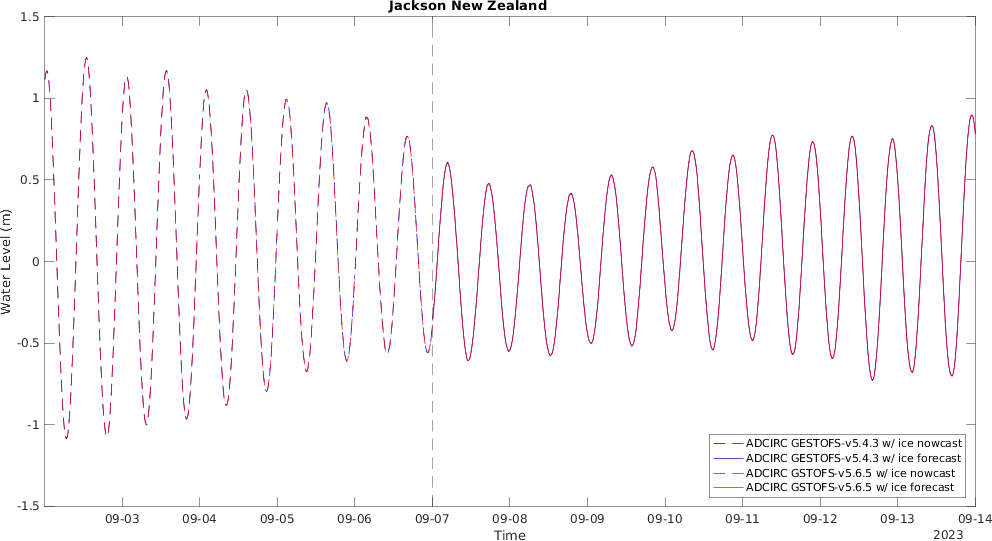 Jackson New Zealand
1.5
1
0.5
0
-0.5
-1
-1.5
Water Level (m)
09-03 09-04 09-05 09-06 09-07 09-08 09-09 09-10 09-11 09-12 09-13 09-14
Time
2023
ADCIRC GESTOFS-v5.4.3 w/ ice nowcast
ADCIRC GESTOFS-v5.4.3 w/ ice forecast
ADCIRC GSTOFS-v5.6.5 w/ ice nowcast
ADCIRC GSTOFS-v5.6.5 w/ ice forecast